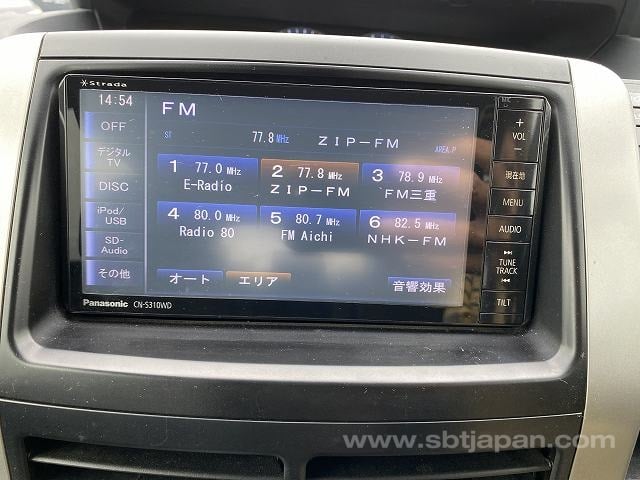 Strada
14:54
FM
ST 77.8 MHz ZIP-FM AREA.P
OFF
デジタル
TV
DISC
iPod/
USB
SD-
Audio
その他
1 77.0 MHz
E-Radio
2 77.8 MHz
ZIP-FM
3 78.9 MHz
FM三重
4 80.0 MHz
Radio 80
5 80.7 MHz
FM Aichi
6 82.5 MHz
NHK-FM
オート
エリア
音響効果
MIC
+
VOL
-
現在地
MENU
AUDIO
TUNE
TRACK
TILT
Panasonic CN-S310WD
www.sbtjapan.com